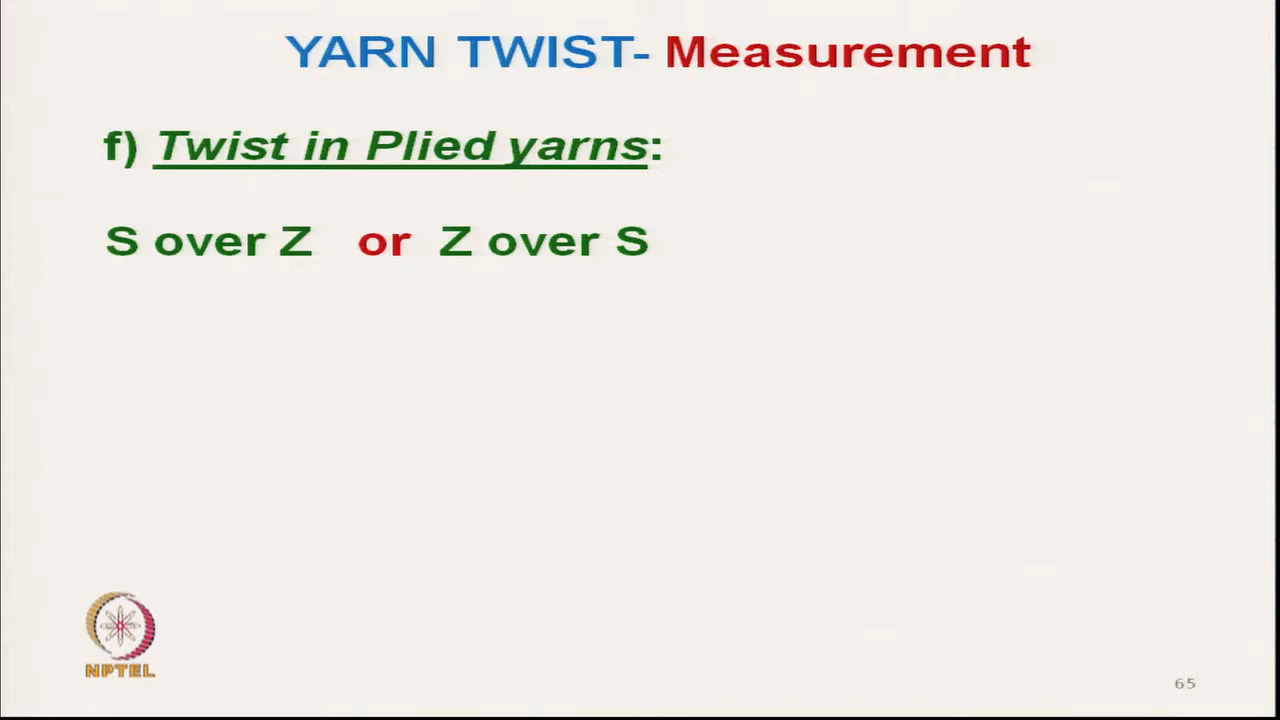 YARN TWIST- Measurement
f) Twist in Plied yarns:
S over Z or Z over S
NPTEL
65